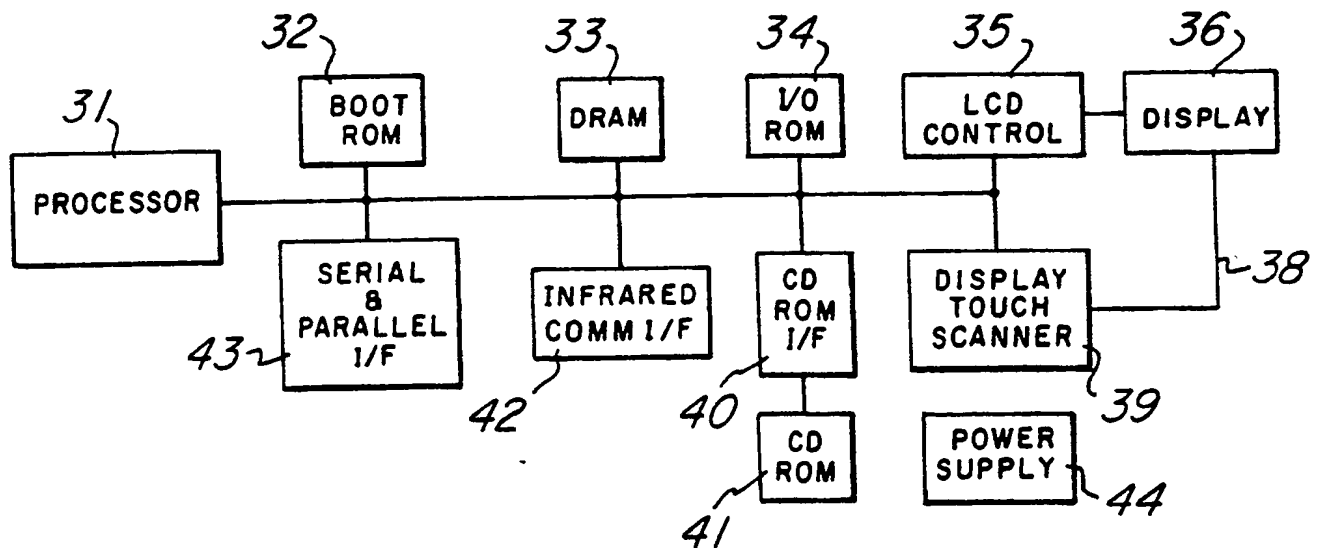 32
33
34
35
36
31
BOOT
ROM
DRAM
I/O
ROM
LCD
CONTROL
DISPLAY
PROCESSOR
SERIAL
&
PARALLEL
I/F
INFRARED
COMM I/F
CD
ROM
I/F
DISPLAY
TOUCH
SCANNER
38
43
42
40
39
CD
ROM
POWER
SUPPLY
41
44